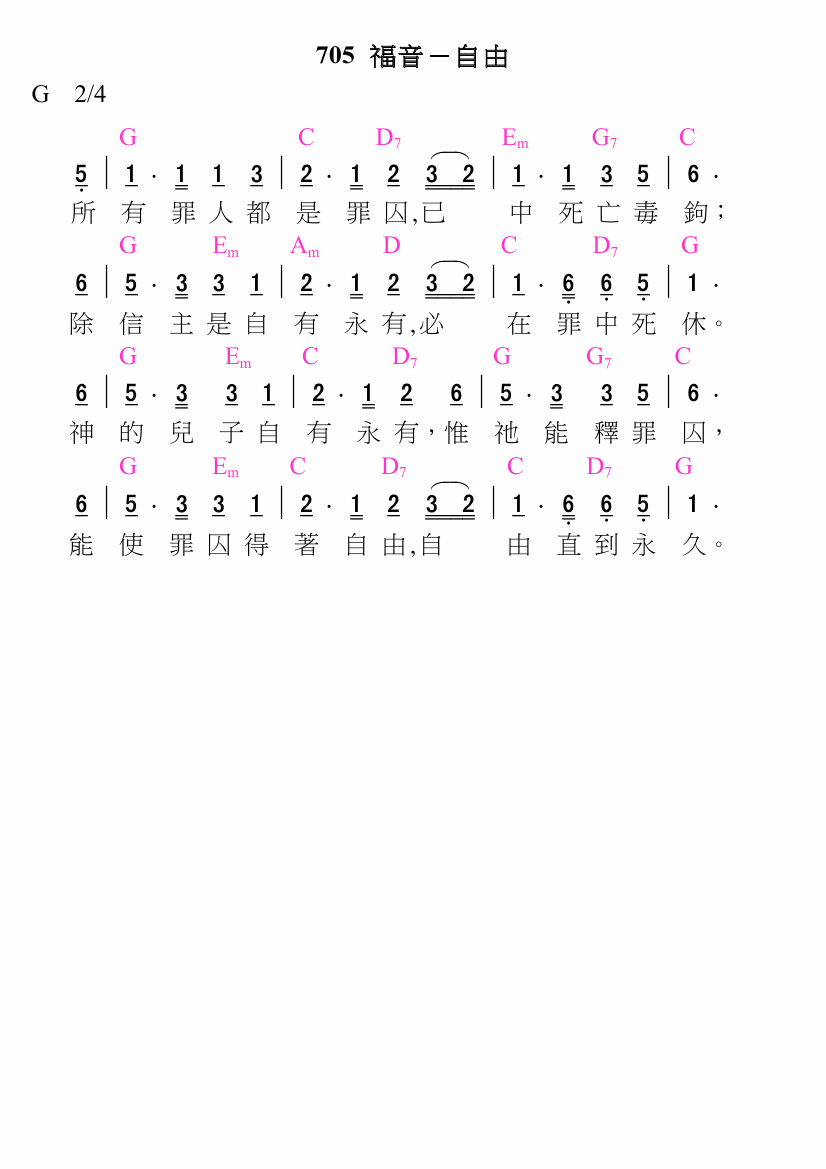 705 福音－自由
G 2/4
G C D7 Em G7 C
5 | 1 · 1 1 3 | 2 · 1 2 3 2 | 1 · 1 3 5 | 6 ·
所 有 罪 人 都 是 罪 囚,已 中 死 亡 毒 鉤；
G Em Am D C D7 G
6 | 5 · 3 3 1 | 2 · 1 2 3 2 | 1 · 6 6 5 | 1 ·
除 信 主 是 自 有 永 有,必 在 罪 中 死 休。
G Em C D7 G G7 C
6 | 5 · 3 3 1 | 2 · 1 2 6 | 5 · 3 3 5 | 6 ·
神 的 兒 子 自 有 永 有，惟 祂 能 釋 罪 囚，
G Em C D7 C D7 G
6 | 5 · 3 3 1 | 2 · 1 2 3 2 | 1 · 6 6 5 | 1 ·
能 使 罪 囚 得 著 自 由,自 由 直 到 永 久。